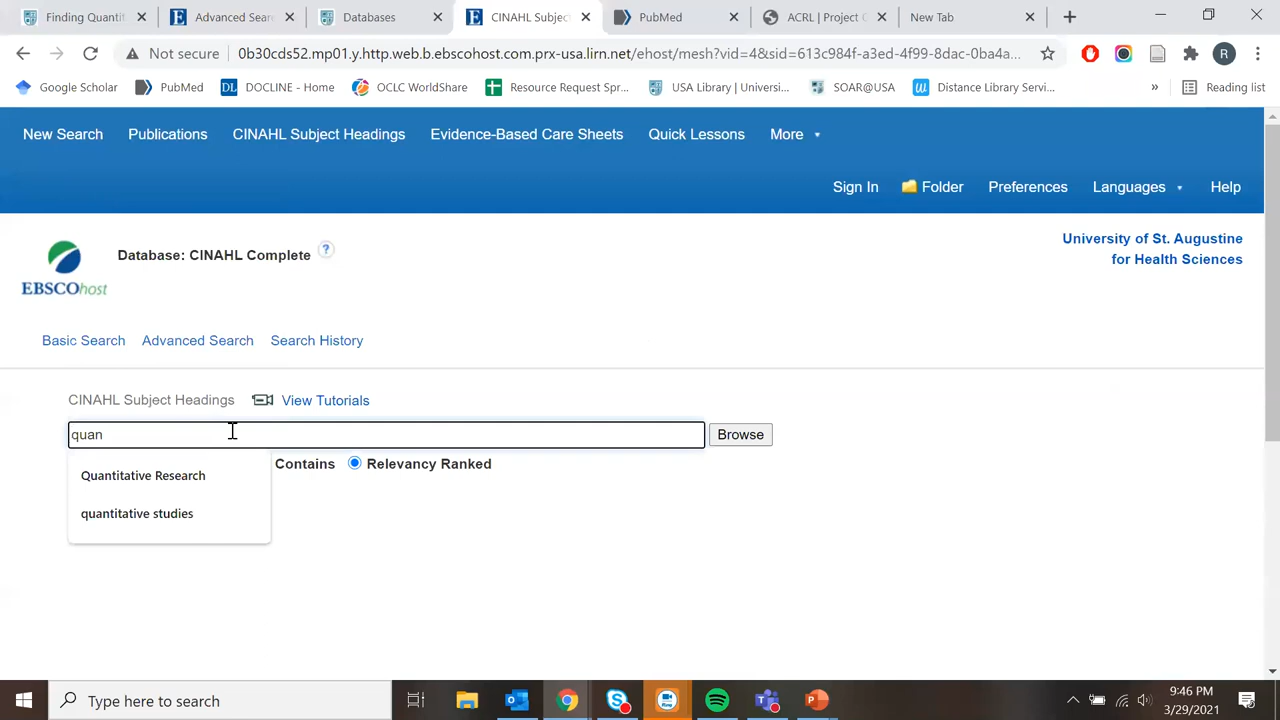 Finding Quantit
Advanced Sear
Databases
CINAHL Subjec
PubMed
ACRL | Project C
New Tab
Not secure
0b30cds52.mp01.y.http.web.b.ebscohost.com.prx-usa.lirn.net/ehost/mesh?vid=4&sid=613c984f-a3ed-4f99-8dac-0ba4a...
R
Google Scholar
PubMed
DL DOCLINE - Home
OCLC WorldShare
Resource Request Spr...
USA Library | Universi...
SOAR@USA
Distance Library Servi...
»
Reading list
New Search
Publications
CINAHL Subject Headings
Evidence-Based Care Sheets
Quick Lessons
More
Sign In
Folder
Preferences
Languages
Help
EBSCOhost
Database: CINAHL Complete
?
University of St. Augustine
for Health Sciences
Basic Search
Advanced Search
Search History
CINAHL Subject Headings
View Tutorials
quan
Browse
Contains
Relevancy Ranked
Quantitative Research
quantitative studies
Type here to search
9:46 PM
3/29/2021